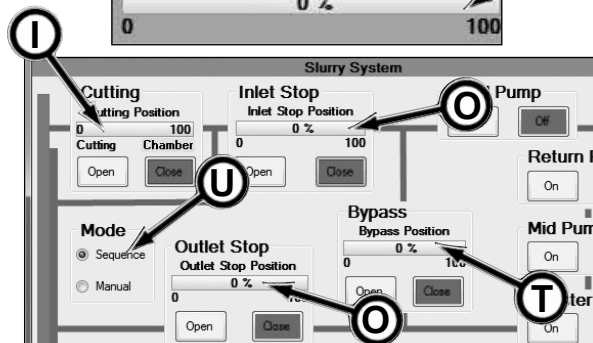 0 %
0 100
I
Slurry System
Cutting
Cutting Position
0 100
Cutting Chamber
Open Close
Inlet Stop
Inlet Stop Position
0 %
0 100
Open Close
O
Pump
Off
U
Mode
Sequence
Manual
Outlet Stop
Outlet Stop Position
0 %
0
Open Close
O
Bypass
Bypass Position
0 %
0 100
Open Close
T
Return
On
Mid Pum
On
ter
On